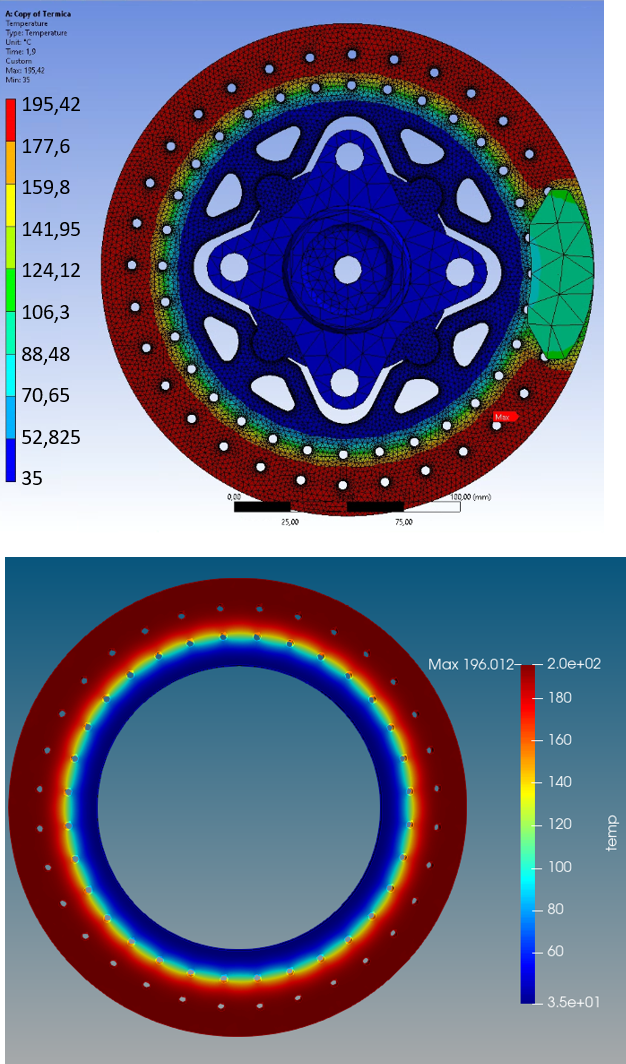 A: Copy of Termica
Temperature
Type: Temperature
Unit: °C
Time: 1,9
Custom
Max: 195,42
Min: 35
195,42
177,6
159,8
141,95
124,12
106,3
88,48
70,65
52,825
35
Max
0,00
100,00 (mm)
25,00
75,00
Max 196.012
2.0e+02
180
160
140
120
100
80
60
3.5e+01
temp